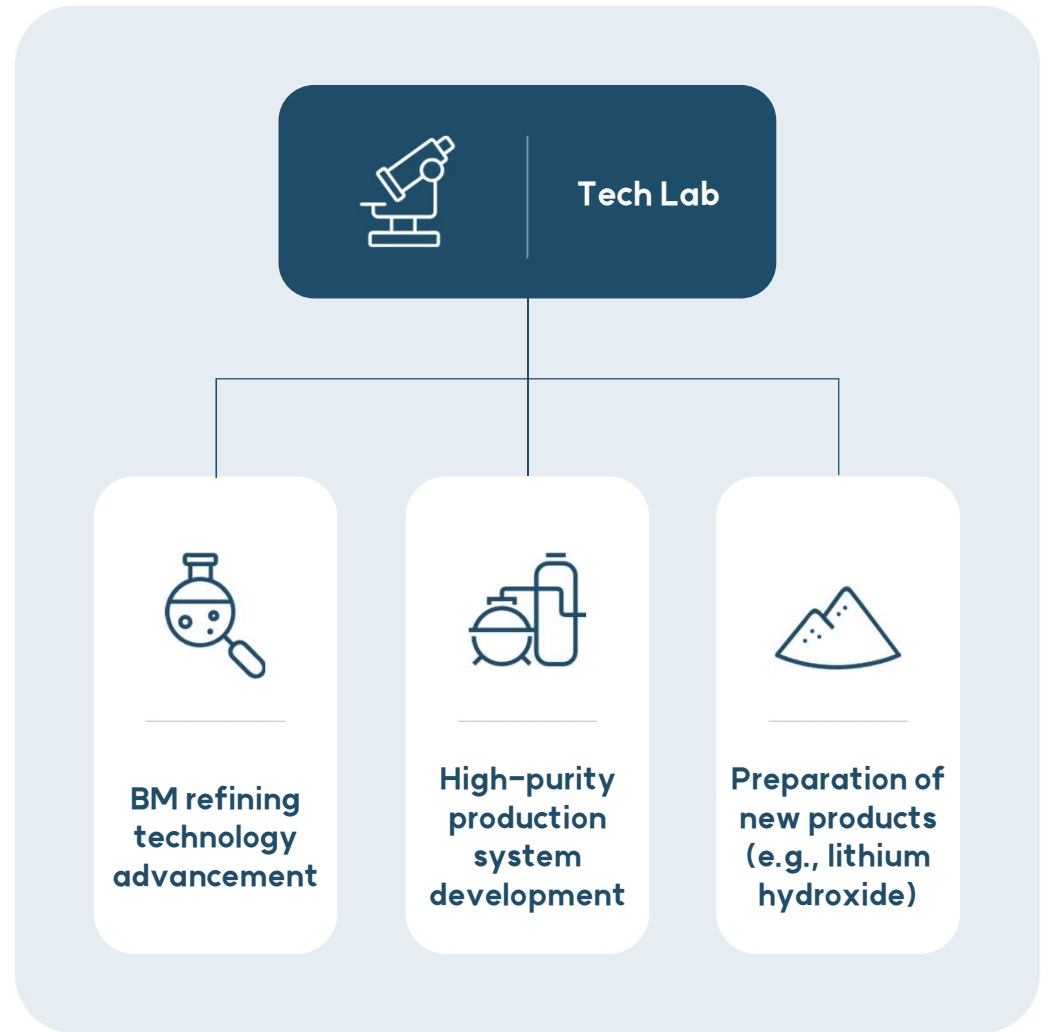 Tech Lab
BM refining
technology
advancement
High-purity
production
system
development
Preparation of
new products
(e.g., lithium
hydroxide)